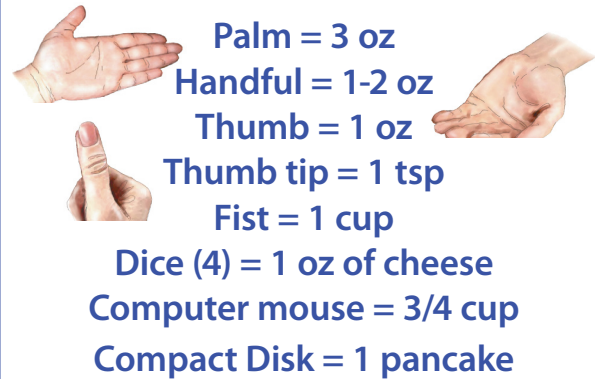 Palm = 3 oz
Handful = 1-2 oz
Thumb = 1 oz
Thumb tip = 1 tsp
Fist = 1 cup
Dice (4) = 1 oz of cheese
Computer mouse = 3/4 cup
Compact Disk = 1 pancake